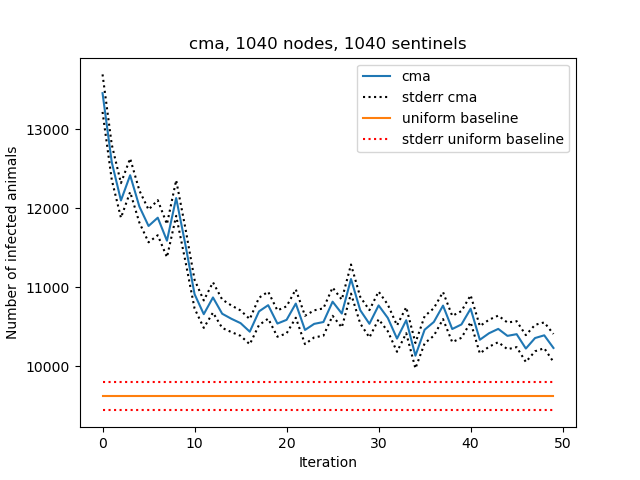 cma, 1040 nodes, 1040 sentinels
cma
stderr cma
uniform baseline
stderr uniform baseline
Number of infected animals
13000
12000
11000
10000
0
10
20
30
40
50
Iteration